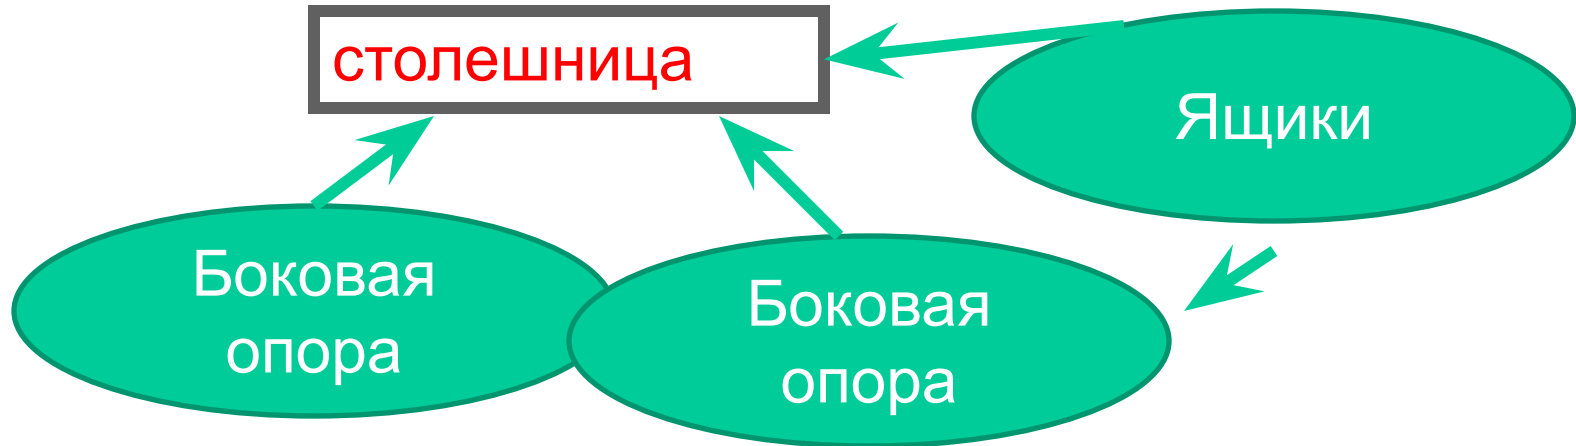 столешница
Ящики
Боковая
опора
Боковая
опора